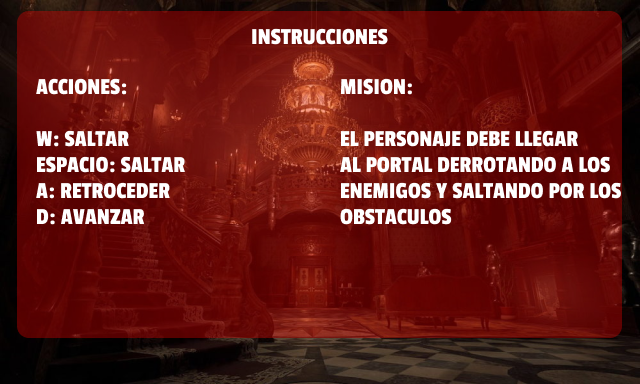 INSTRUCCIONES
ACCIONES:
W: SALTAR
ESPACIO: SALTAR
A: RETROCEDER
D: AVANZAR
MISION:
EL PERSONAJE DEBE LLEGAR
AL PORTAL DERROTANDO A LOS
ENEMIGOS Y SALTANDO POR LOS
OBSTACULOS